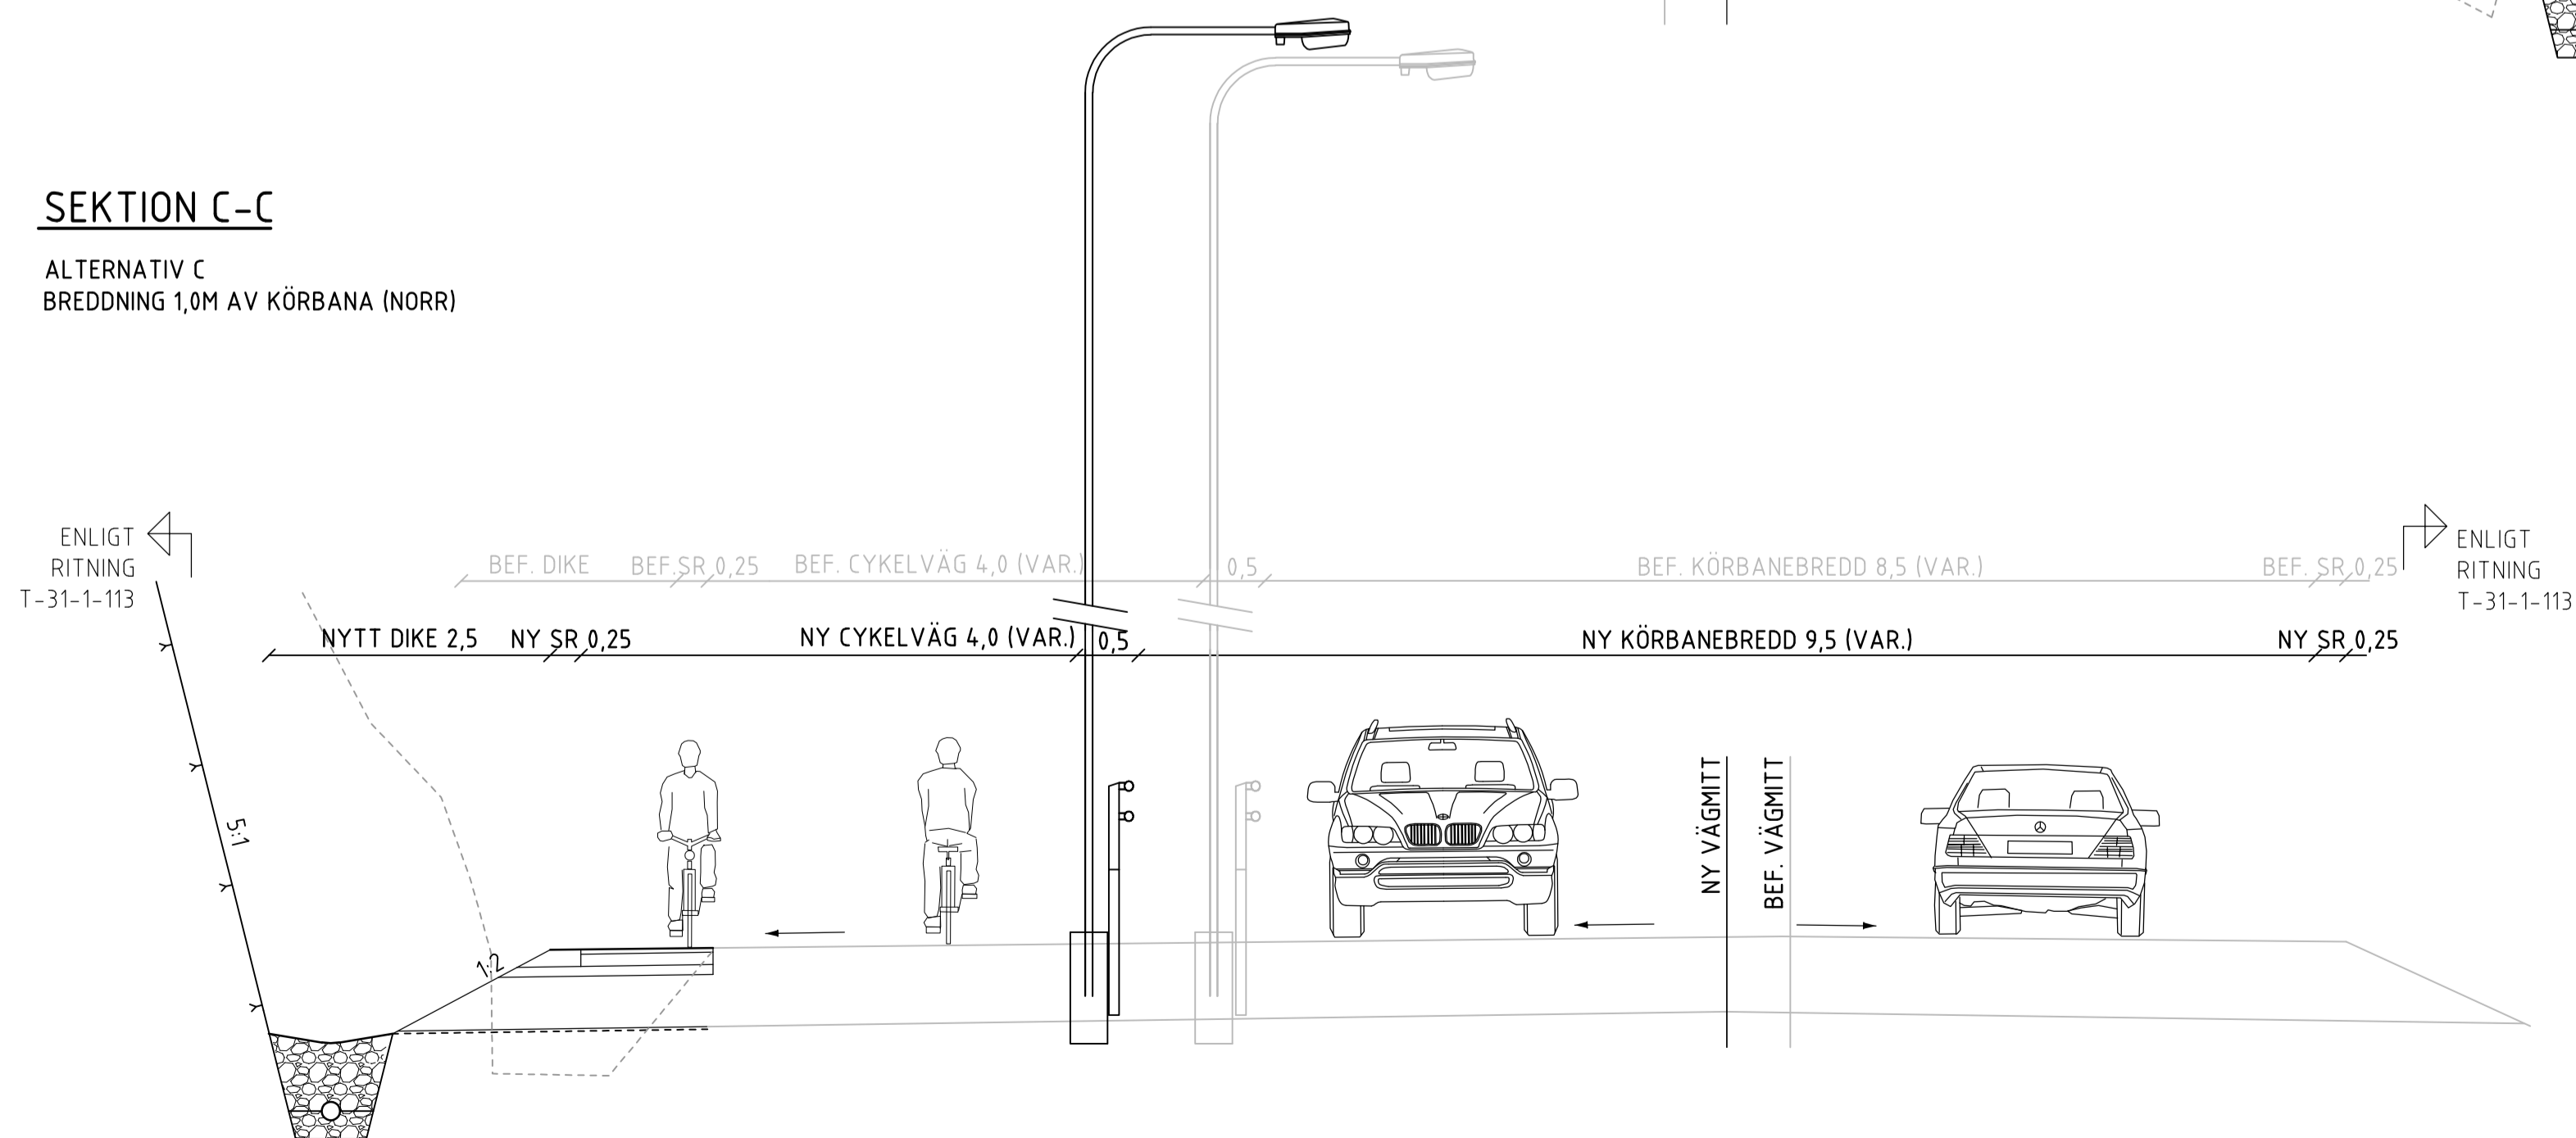 SEKTION C-C
ALTERNATIV C
BREDDNING 1,0M AV KÖRBANA (NORR)
ENLIGT
RITNING
T-31-1-113
BEF. DIKE
BEF.SR 0,25
BEF. CYKELVÄG 4,0 (VAR.)
0,5
BEF. KÖRBANEBREDD 8,5 (VAR.)
BEF. SR 0,25
ENLIGT
RITNING
T-31-1-113
NYTT DIKE 2,5
NY SR 0,25
NY CYKELVÄG 4,0 (VAR.)
0,5
NY KÖRBANEBREDD 9,5 (VAR.)
NY SR 0,25
5:1
1:2
NY VÄGMITT
BEF. VÄGMITT